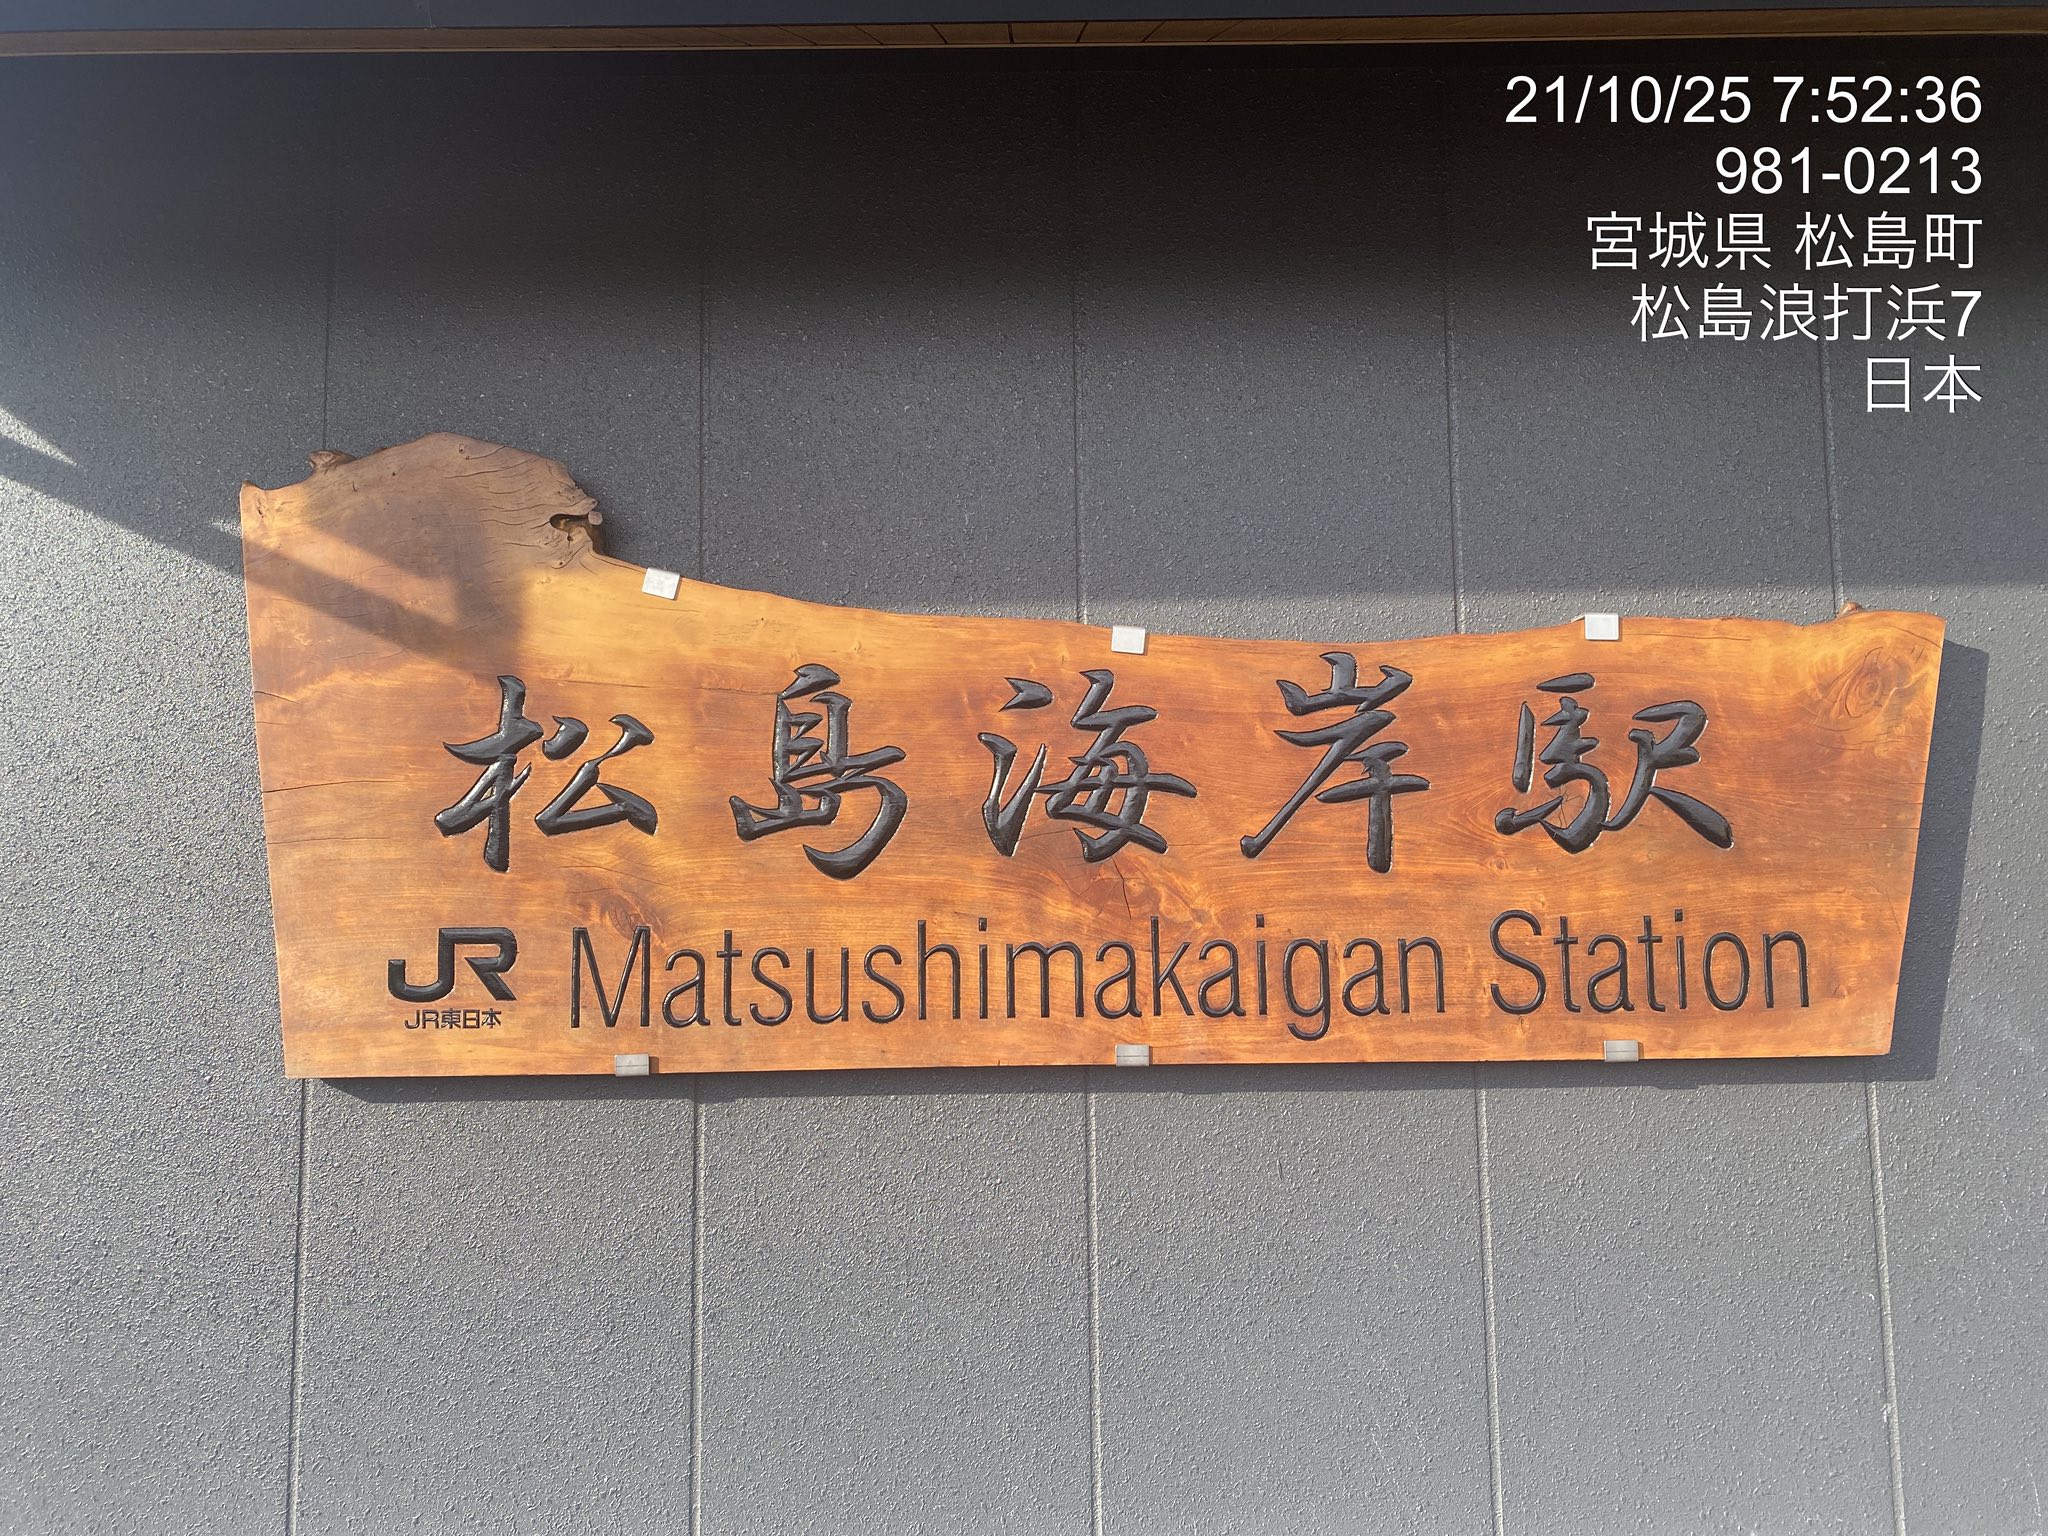 21/10/25 7:52:36
981-0213
宮城県 松島町
松島浪打浜7
日本
松島海岸駅
JR Matsushimakaigan Station
JR東日本